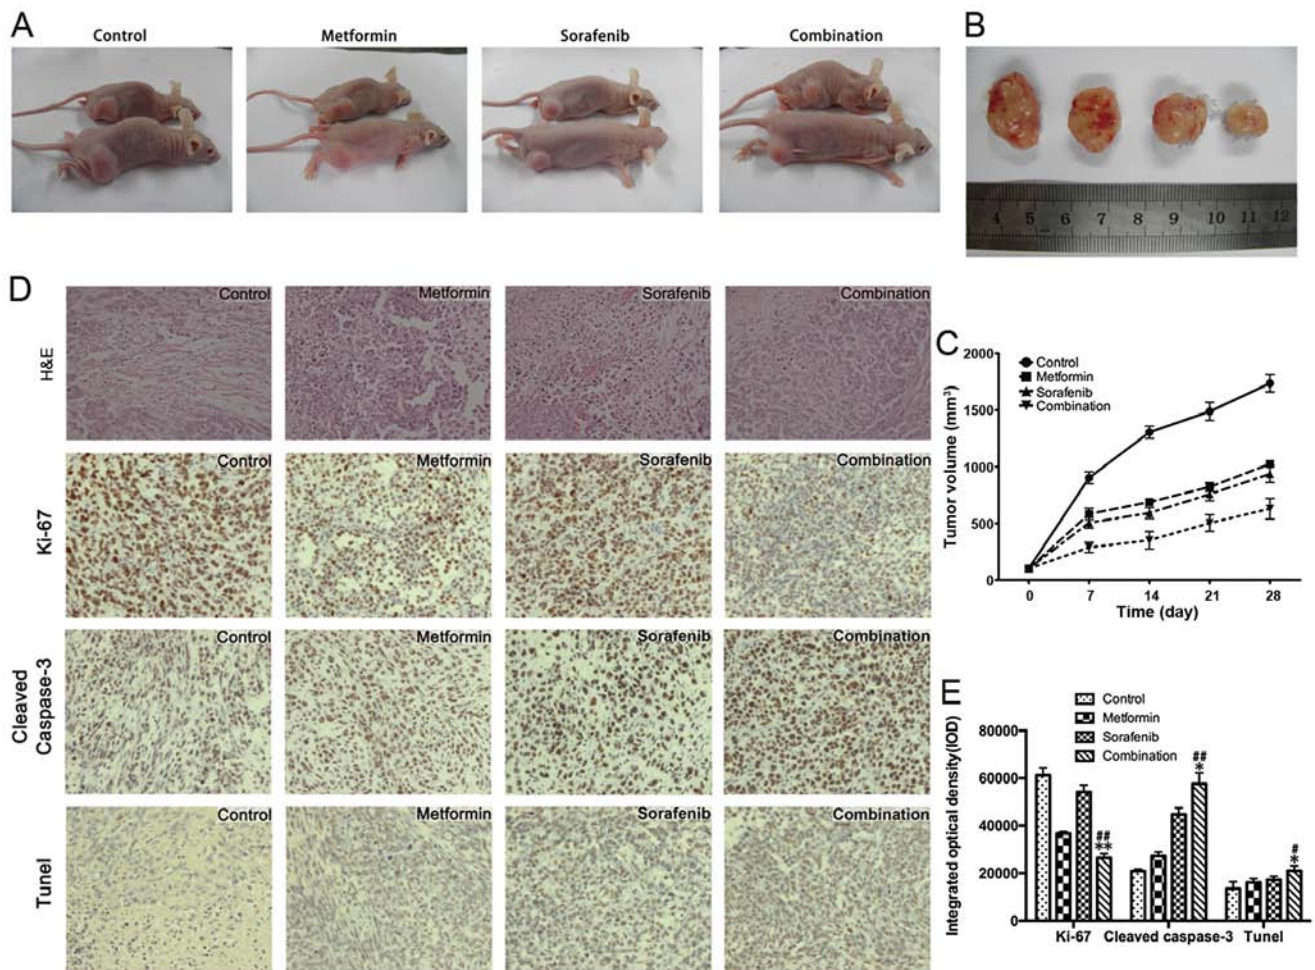 A
Control
Metformin
Sorafenib
Combination
B
4 5 6 7 8 9 10 11 12
D
H&E
Control
Metformin
Sorafenib
Combination
Ki-67
Control
Metformin
Sorafenib
Combination
Cleaved
Caspase-3
Control
Metformin
Sorafenib
Combination
Tunel
Control
Metformin
Sorafenib
Combination
C
Control
Metformin
Sorafenib
Combination
Tumor volume (mm³)
2000
1500
1000
500
0
0 7 14 21 28
Time (day)
E
Control
Metformin
Sorafenib
Combination
Integrated optical density(IOD)
80000
60000
40000
20000
0
##
**
##
*
#
*
Ki-67 Cleaved caspase-3 Tunel